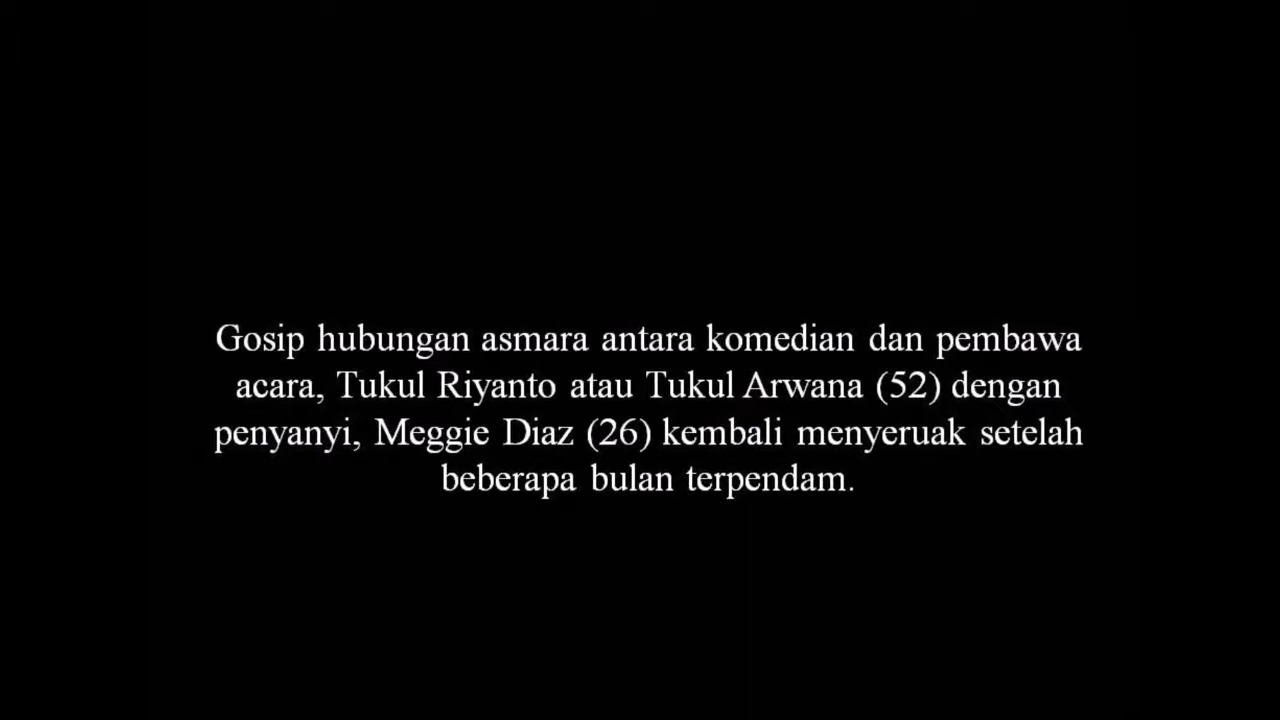 Gosip hubungan asmara antara komedian dan pembawa
acara, Tukul Riyanto atau Tukul Arwana (52) dengan
penyanyi, Meggie Diaz (26) kembali menyeruak setelah
beberapa bulan terpendam.